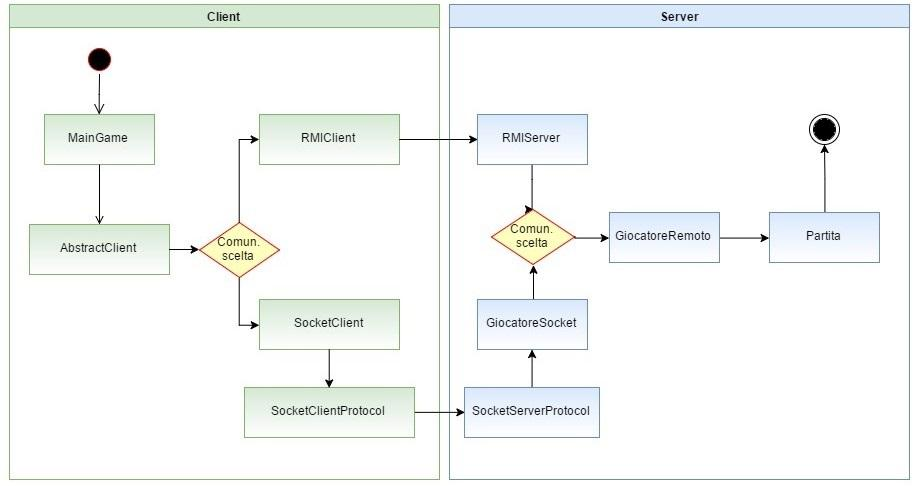 Client
Server
MainGame
RMIClient
RMIServer
AbstractClient
Comun.
scelta
Comun.
scelta
GiocatoreRemoto
Partita
SocketClient
GiocatoreSocket
SocketClientProtocol
SocketServerProtocol